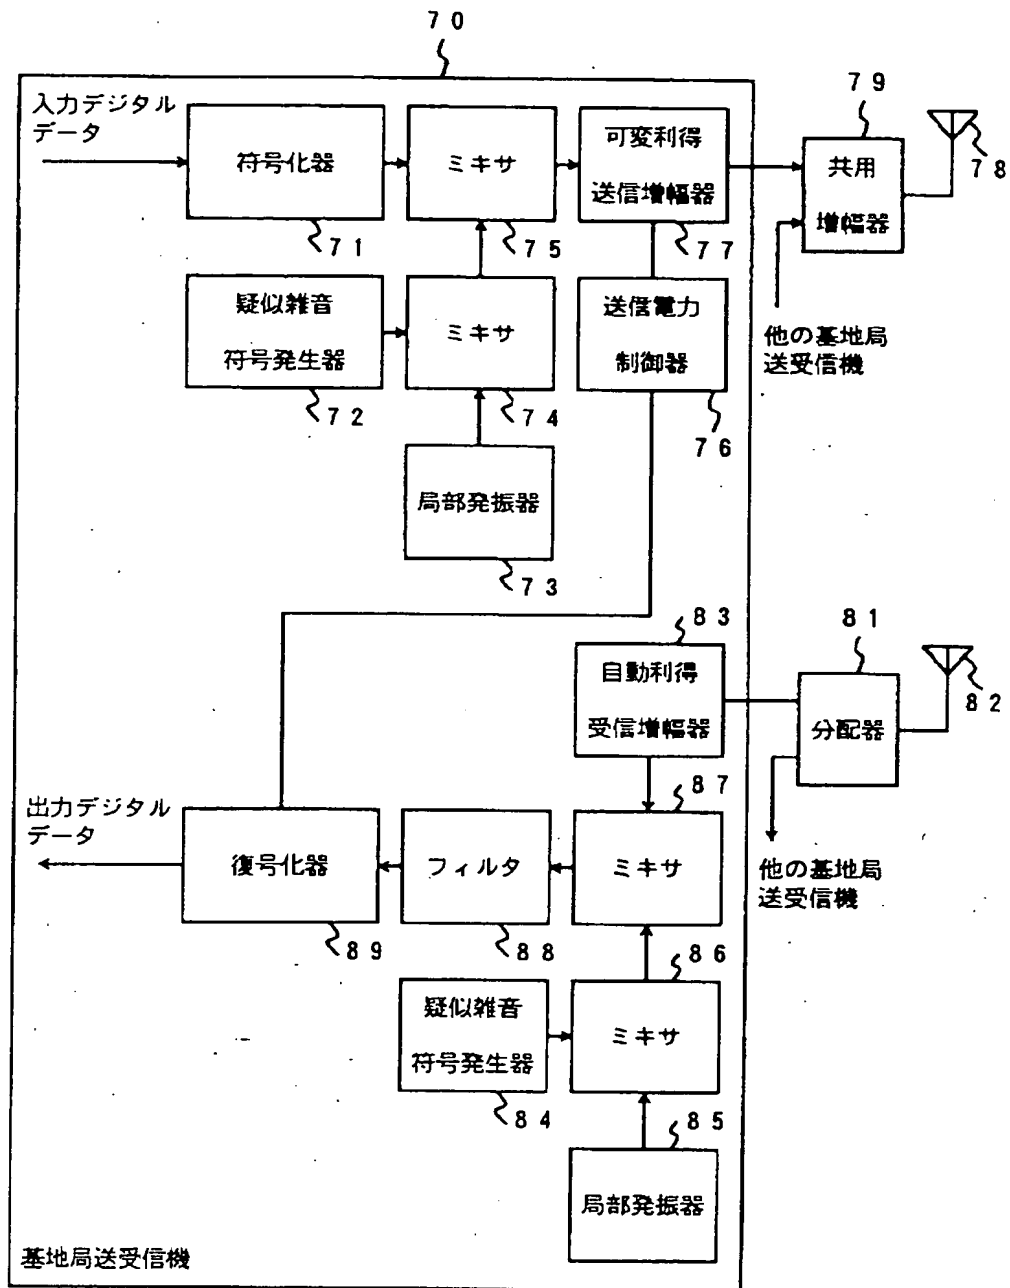 ７０
入力デジタル
データ
符号化器
７１
ミキサ
７５
可変利得
送信増幅器
７７
共用
増幅器
７９
７８
疑似雑音
符号発生器
７２
ミキサ
７４
送信電力
制御器
７６
他の基地局
送受信機
局部発振器
７３
８３
自動利得
受信増幅器
８１
分配器
８２
８７
出力デジタル
データ
復号化器
８９
フィルタ
８８
ミキサ
他の基地局
送受信機
８６
疑似雑音
符号発生器
８４
ミキサ
８５
局部発振器
基地局送受信機